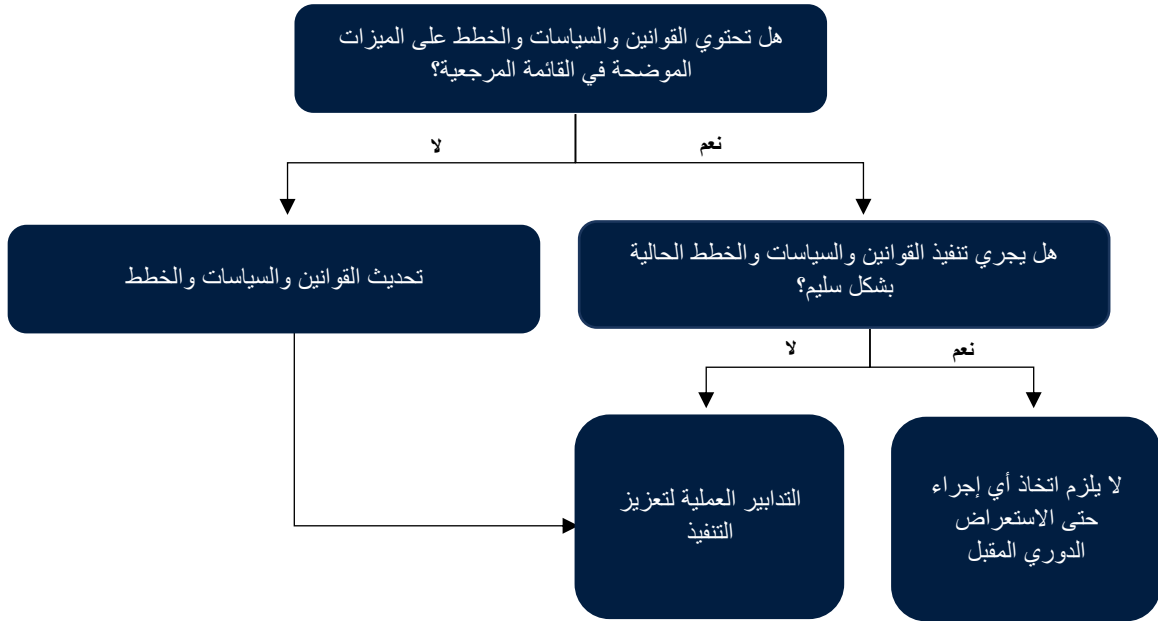 هل تحتوي القوانين والسياسات والخطط على الميزات
الموضحة في القائمة المرجعية؟
نعم
لا
هل يجري تنفيذ القوانين والسياسات والخطط الحالية
بشكل سليم؟
تحديث القوانين والسياسات والخطط
نعم
لا
لا يلزم اتخاذ أي إجراء
حتى الاستعراض
الدوري المقبل
التدابير العملية لتعزيز
التنفيذ